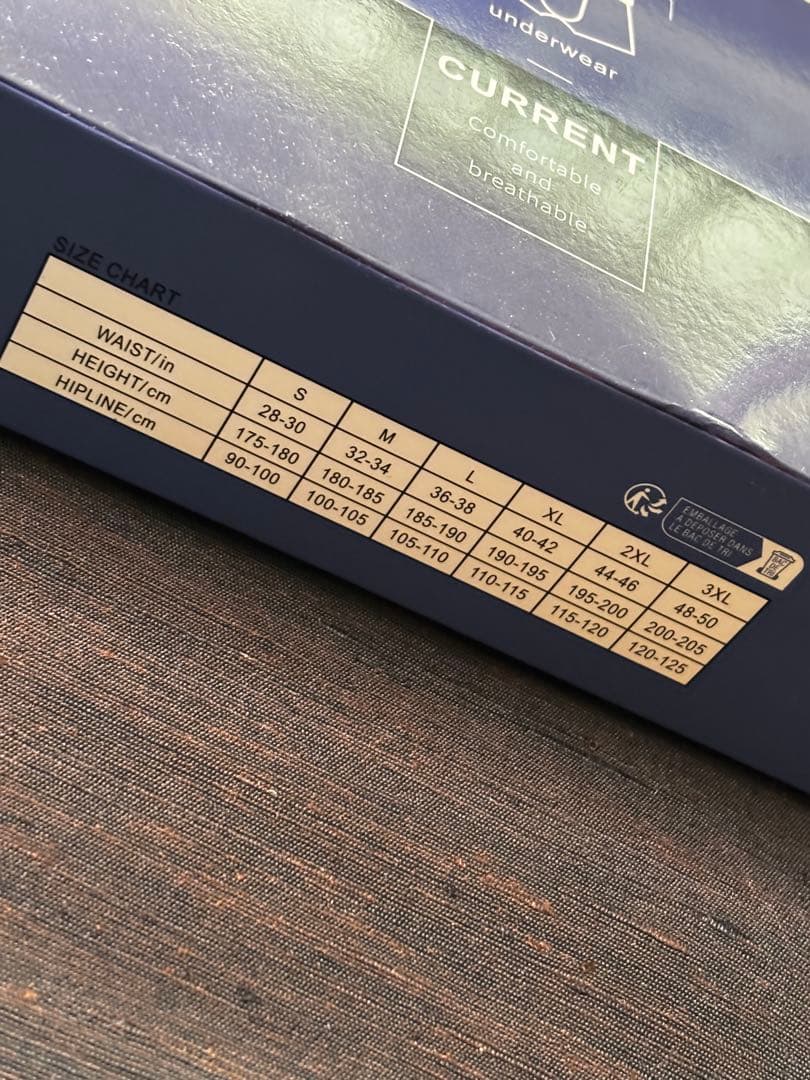 underwear
CURRENT
Comfortable
and
breathable
SIZE CHART
S M L XL 2XL 3XL
WAIST/in 28-30 32-34 36-38 40-42 44-46 48-50
HEIGHT/cm 175-180 180-185 185-190 190-195 195-200 200-205
HIPLINE/cm 90-100 100-105 105-110 110-115 115-120 120-125
EMBALLAGE
À DÉPOSER DANS
LE BAC DE TRI
BAC
DE
TRI